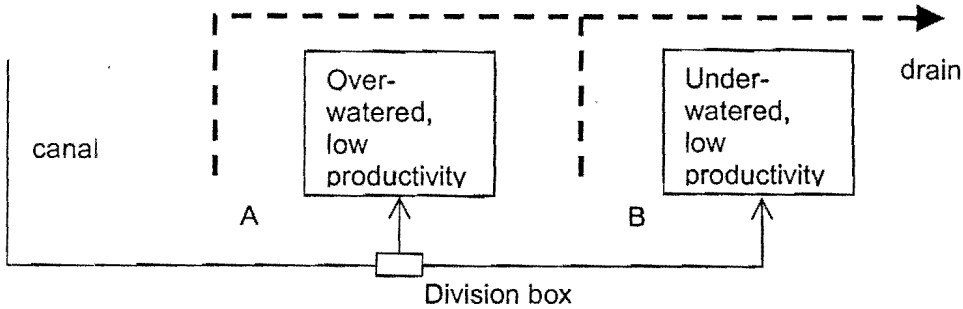 drain
canal
Over-
watered,
low
productivity
Under-
watered,
low
productivity
A
B
Division box